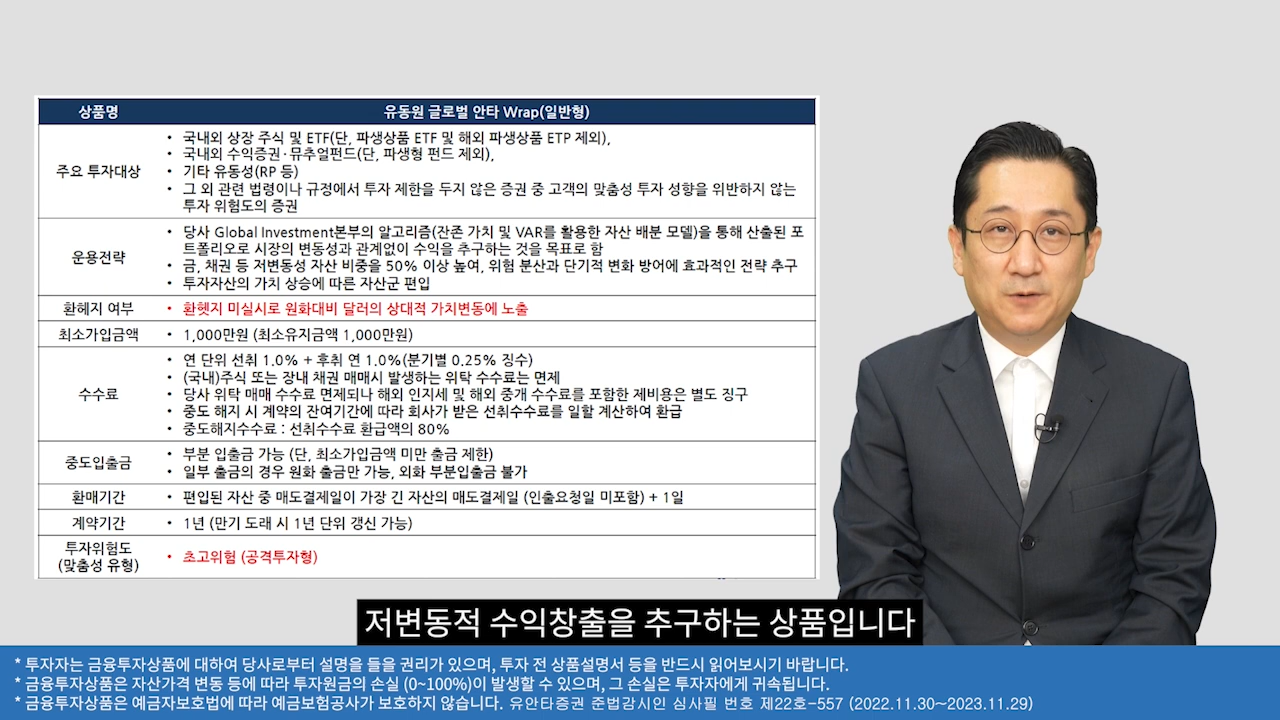 상품명
유동원 글로벌 안타 Wrap(일반형)
주요 투자대상
• 국내외 상장 주식 및 ETF(단, 파생상품 ETF 및 해외 파생상품 ETP 제외),
• 국내외 수익증권·뮤추얼펀드(단, 파생형 펀드 제외),
• 기타 유동성(RP 등)
• 그 외 관련 법령이나 규정에서 투자 제한을 두지 않은 증권 중 고객의 맞춤성 투자 성향을 위반하지 않는
투자 위험도의 증권
운용전략
• 당사 Global Investment본부의 알고리즘(잔존 가치 및 VAR를 활용한 자산 배분 모델)을 통해 산출된 포
트폴리오로 시장의 변동성과 관계없이 수익을 추구하는 것을 목표로 함
• 금, 채권 등 저변동성 자산 비중을 50% 이상 높여, 위험 분산과 단기적 변화 방어에 효과적인 전략 추구
• 투자자산의 가치 상승에 따른 자산군 편입
환헤지 여부
• 환헷지 미실시로 원화대비 달러의 상대적 가치변동에 노출
최소가입금액
• 1,000만원 (최소유지금액 1,000만원)
수수료
• 연 단위 선취 1.0% + 후취 연 1.0%(분기별 0.25% 징수)
• (국내)주식 또는 장내 채권 매매시 발생하는 위탁 수수료는 면제
• 당사 위탁 매매 수수료 면제되나 해외 인지세 및 해외 중개 수수료를 포함한 제비용은 별도 징구
• 중도 해지 시 계약의 잔여기간에 따라 회사가 받은 선취수수료를 일할 계산하여 환급
• 중도해지수수료 : 선취수수료 환급액의 80%
중도입출금
• 부분 입출금 가능 (단, 최소가입금액 미만 출금 제한)
• 일부 출금의 경우 원화 출금만 가능, 외화 부분입출금 불가
환매기간
• 편입된 자산 중 매도결제일이 가장 긴 자산의 매도결제일 (인출요청일 미포함) + 1일
계약기간
• 1년 (만기 도래 시 1년 단위 갱신 가능)
투자위험도
(맞춤성 유형)
• 초고위험 (공격투자형)
저변동적 수익창출을 추구하는 상품입니다
* 투자자는 금융투자상품에 대하여 당사로부터 설명을 들을 권리가 있으며, 투자 전 상품설명서 등을 반드시 읽어보시기 바랍니다.
* 금융투자상품은 자산가격 변동 등에 따라 투자원금의 손실 (0~100%)이 발생할 수 있으며, 그 손실은 투자자에게 귀속됩니다.
* 금융투자상품은 예금자보호법에 따라 예금보험공사가 보호하지 않습니다. 유안타증권 준법감시인 심사필 번호 제22호-557 (2022.11.30~2023.11.29)